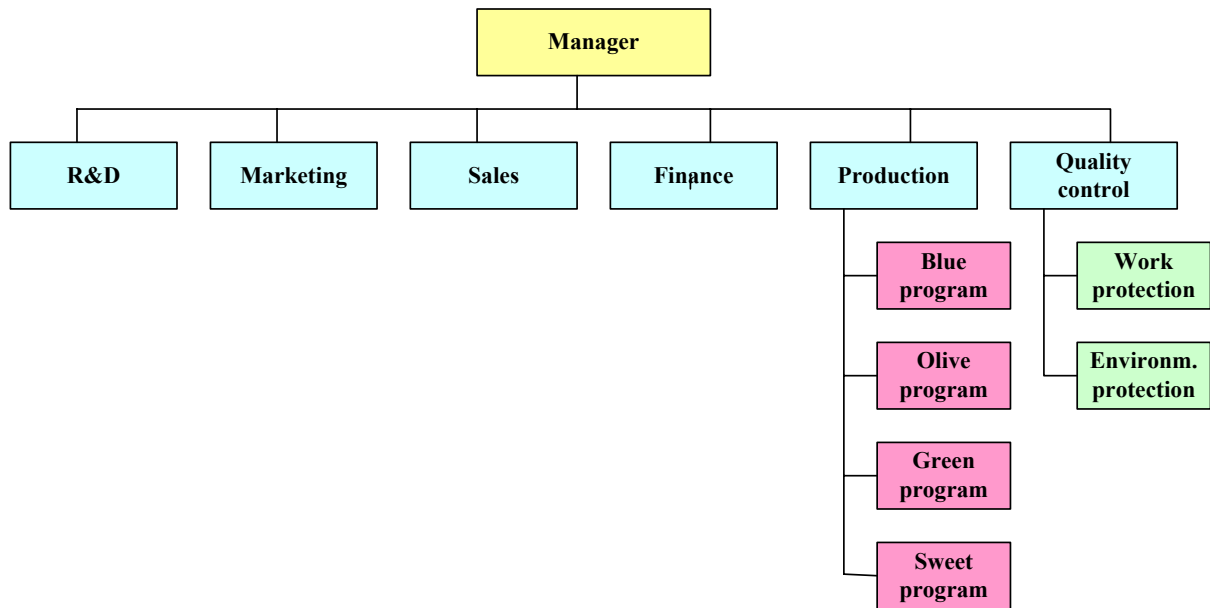 Manager
R&D
Marketing
Sales
Finance
Production
Quality
control
Blue
program
Work
protection
Olive
program
Environm.
protection
Green
program
Sweet
program